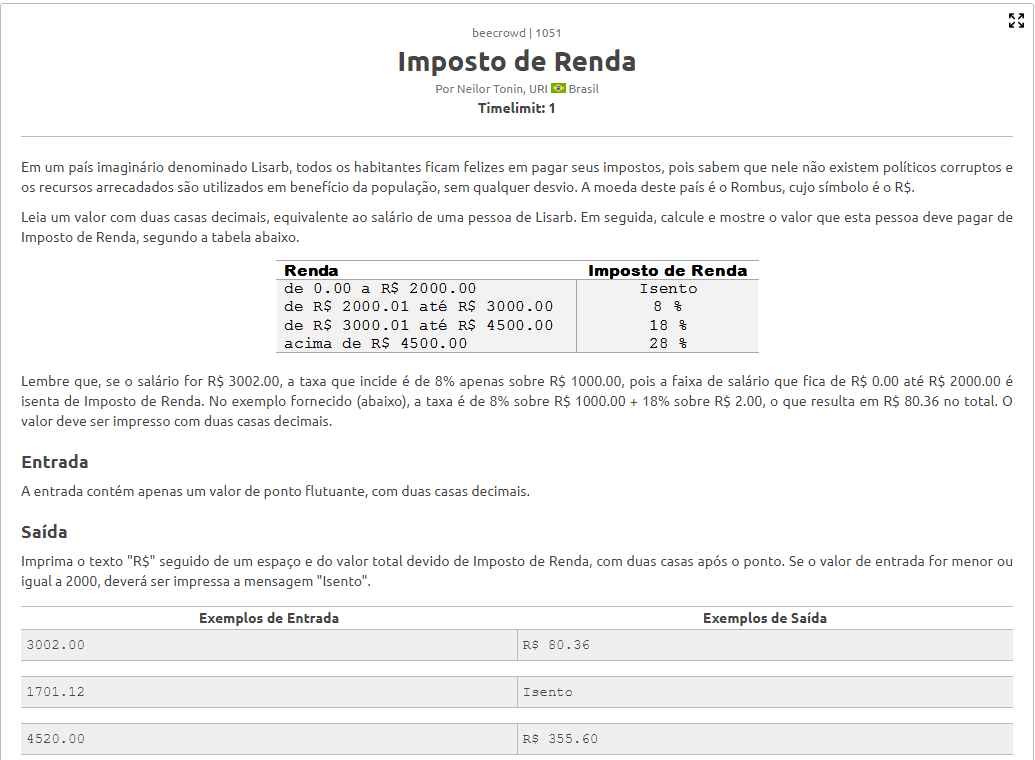 beecrowd | 1051
Imposto de Renda
Por Neilor Tonin, URI Brasil
Timelimit: 1
Em um país imaginário denominado Lisarb, todos os habitantes ficam felizes em pagar seus impostos, pois sabem que nele não existem políticos corruptos e
os recursos arrecadados são utilizados em benefício da população, sem qualquer desvio. A moeda deste país é o Rombus, cujo símbolo é o R$.
Leia um valor com duas casas decimais, equivalente ao salário de uma pessoa de Lisarb. Em seguida, calcule e mostre o valor que esta pessoa deve pagar de
Imposto de Renda, segundo a tabela abaixo.
Renda Imposto de Renda
de 0.00 a R$ 2000.00 Isento
de R$ 2000.01 até R$ 3000.00 8 %
de R$ 3000.01 até R$ 4500.00 18 %
acima de R$ 4500.00 28 %
Lembre que, se o salário for R$ 3002.00, a taxa que incide é de 8% apenas sobre R$ 1000.00, pois a faixa de salário que fica de R$ 0.00 até R$ 2000.00 é
isenta de Imposto de Renda. No exemplo fornecido (abaixo), a taxa é de 8% sobre R$ 1000.00 + 18% sobre R$ 2.00, o que resulta em R$ 80.36 no total. O
valor deve ser impresso com duas casas decimais.
Entrada
A entrada contém apenas um valor de ponto flutuante, com duas casas decimais.
Saída
Imprima o texto "R$" seguido de um espaço e do valor total devido de Imposto de Renda, com duas casas após o ponto. Se o valor de entrada for menor ou
igual a 2000, deverá ser impressa a mensagem "Isento".
Exemplos de Entrada Exemplos de Saída
3002.00 R$ 80.36
1701.12 Isento
4520.00 R$ 355.60